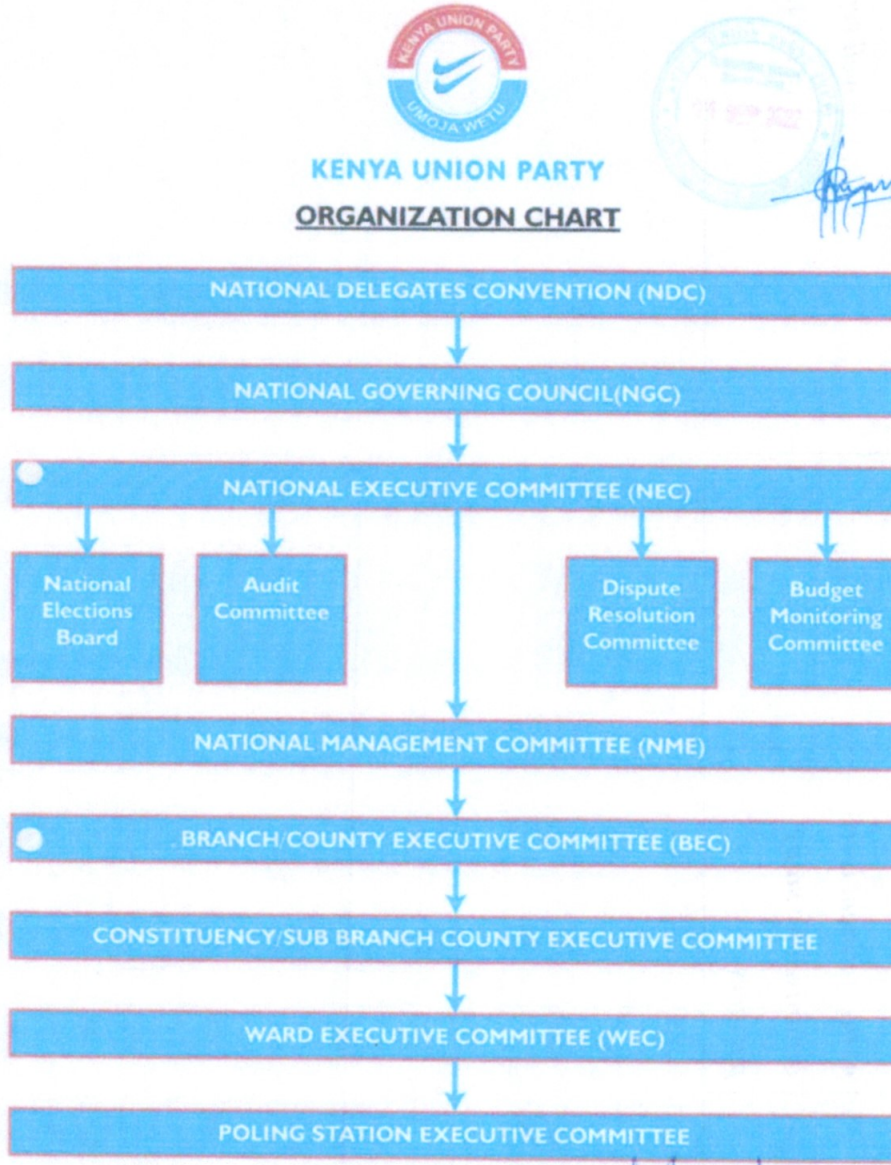 KENYA UNION PARTY
UMOJA WETU
KENYA UNION PARTY
ORGANIZATION CHART
NATIONAL DELEGATES CONVENTION (NDC)
NATIONAL GOVERNING COUNCIL(NGC)
NATIONAL EXECUTIVE COMMITTEE (NEC)
National
Elections
Board
Audit
Committee
Dispute
Resolution
Committee
Budget
Monitoring
Committee
NATIONAL MANAGEMENT COMMITTEE (NME)
BRANCH/COUNTY EXECUTIVE COMMITTEE (BEC)
CONSTITUENCY/SUB BRANCH COUNTY EXECUTIVE COMMITTEE
WARD EXECUTIVE COMMITTEE (WEC)
POLING STATION EXECUTIVE COMMITTEE